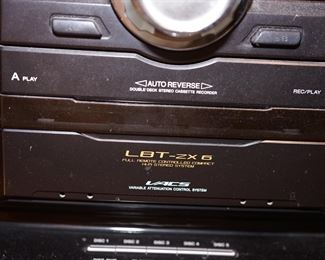 A PLAY
AUTO REVERSE
DOUBLE DECK STEREO CASSETTE RECORDER
REC/PLAY
LBT-ZX6
FULL REMOTE CONTROLLED COMPACT
HI-FI STEREO SYSTEM
VACS
VARIABLE ATTENUATION CONTROL SYSTEM
DISC 1 DISC 2 DISC 3 DISC 4 DISC 5